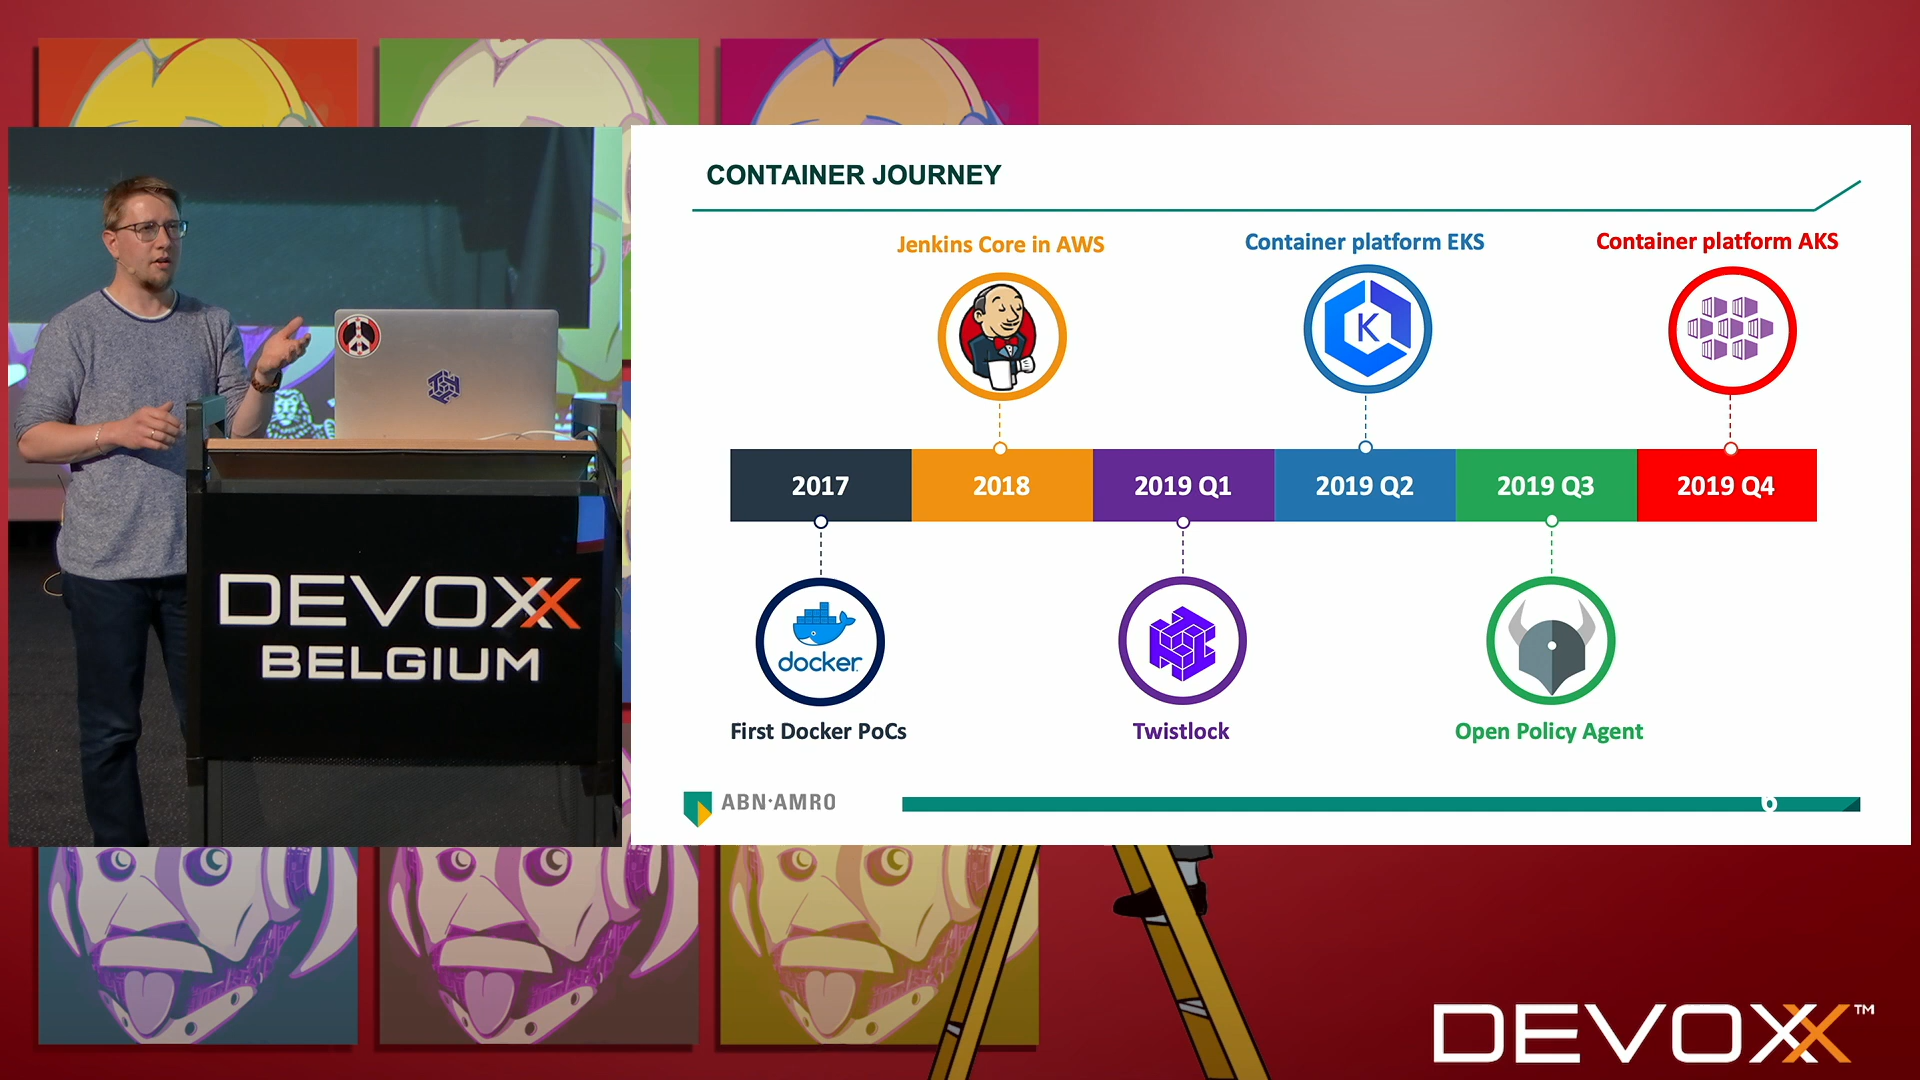 CONTAINER JOURNEY
Jenkins Core in AWS
Container platform EKS
Container platform AKS
K
2017
2018
2019 Q1
2019 Q2
2019 Q3
2019 Q4
docker
First Docker PoCs
Twistlock
Open Policy Agent
ABN·AMRO
6
DEVOXX
BELGIUM
DEVOXX™